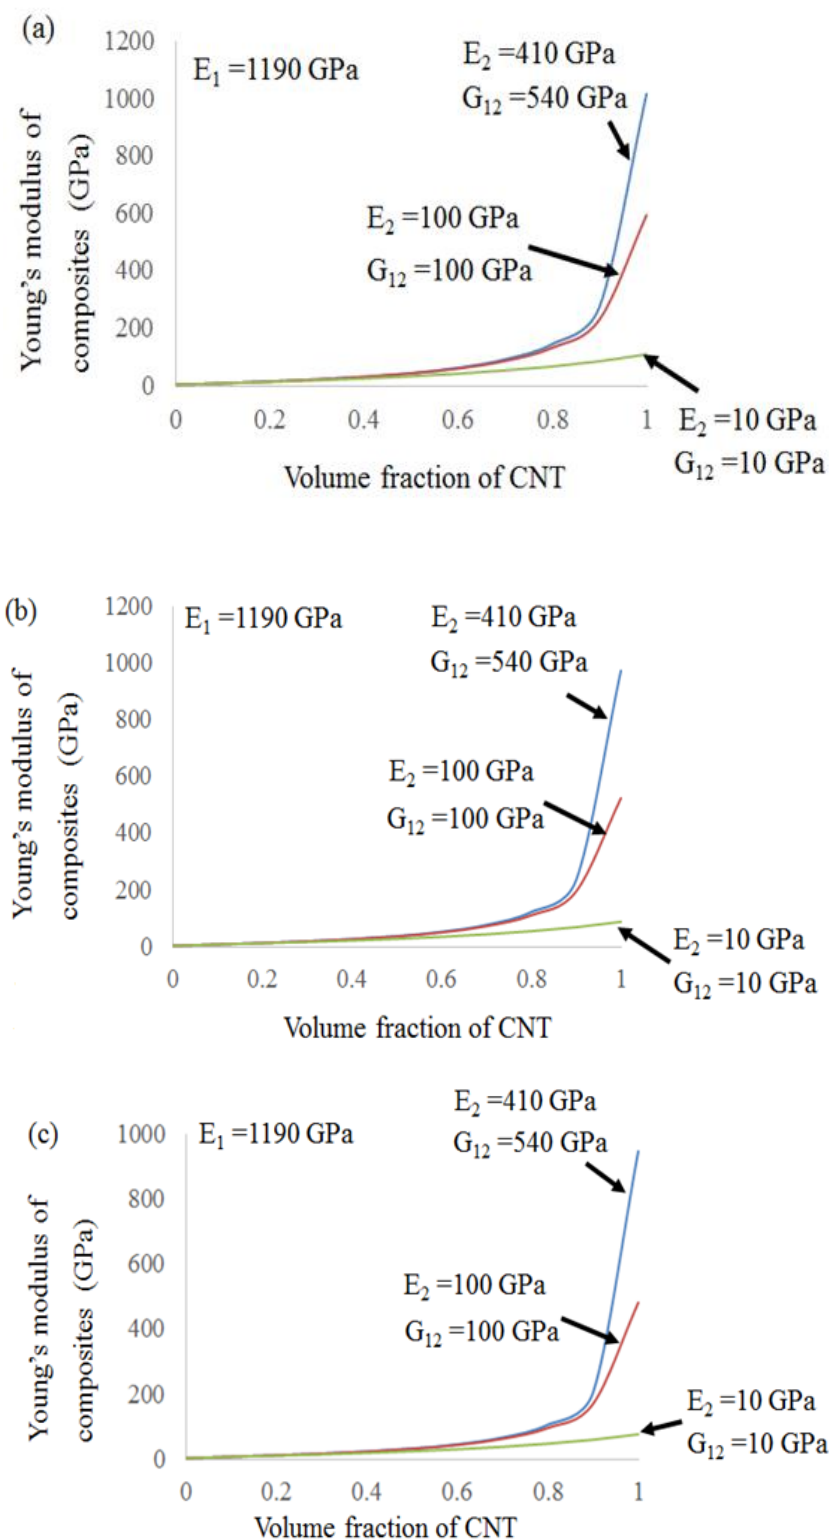 (a)
1200
1000
800
600
400
200
0
Young's modulus of
composites (GPa)
E₁ =1190 GPa
E₂ =410 GPa
G₁₂ =540 GPa
E₂ =100 GPa
G₁₂ =100 GPa
E₂ =10 GPa
G₁₂ =10 GPa
0 0.2 0.4 0.6 0.8 1
Volume fraction of CNT
(b)
1200
1000
800
600
400
200
0
Young's modulus of
composites (GPa)
E₁ =1190 GPa
E₂ =410 GPa
G₁₂ =540 GPa
E₂ =100 GPa
G₁₂ =100 GPa
E₂ =10 GPa
G₁₂ =10 GPa
0 0.2 0.4 0.6 0.8 1
Volume fraction of CNT
(c)
1000
800
600
400
200
0
Young's modulus of
composites (GPa)
E₁ =1190 GPa
E₂ =410 GPa
G₁₂ =540 GPa
E₂ =100 GPa
G₁₂ =100 GPa
E₂ =10 GPa
G₁₂ =10 GPa
0 0.2 0.4 0.6 0.8 1
Volume fraction of CNT